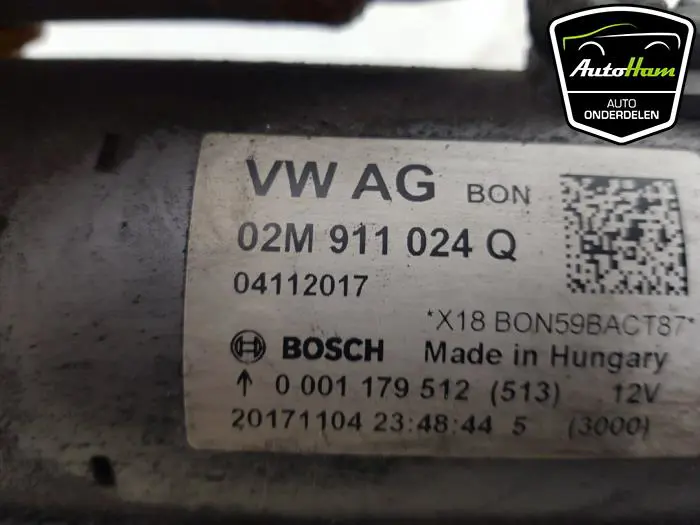 AutoHam
AUTO
ONDERDELEN
VW AG BON
02M 911 024 Q
04112017
*X18 BON59BACT87*
BOSCH Made in Hungary
↑ 0 001 179 512 (513) 12V
20171104 23:48:44 5 (3000)